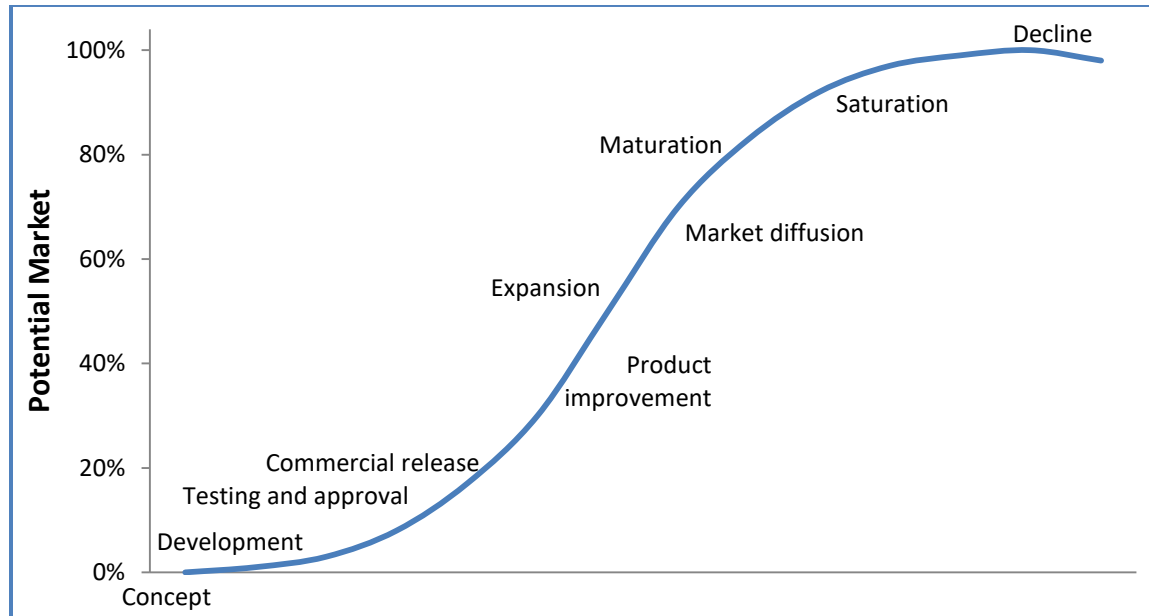 Decline
100%
Saturation
Maturation
80%
Market diffusion
60%
Expansion
Potential Market
40%
Product
improvement
Commercial release
20%
Testing and approval
Development
0%
Concept